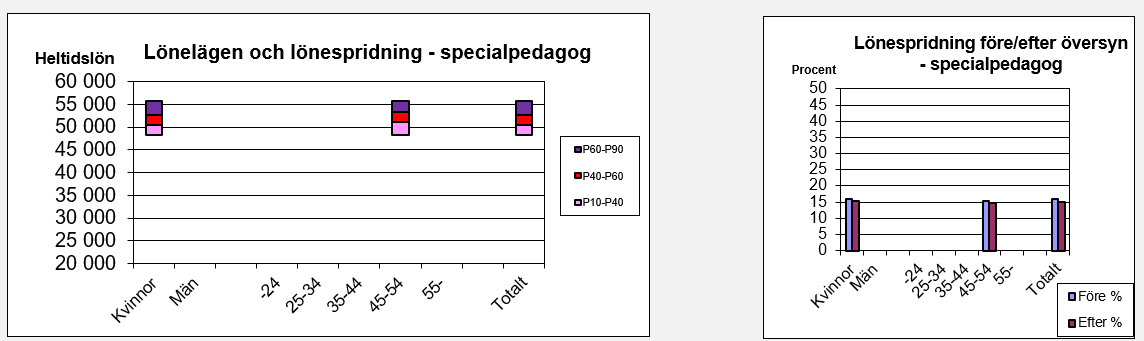 Lönelägen och lönespridning - specialpedagog
Heltidslön
60 000
55 000
50 000
45 000
40 000
35 000
30 000
25 000
20 000
Kvinnor
Män
-24
25-34
35-44
45-54
55-
Totalt
P60-P90
P40-P60
P10-P40
Lönespridning före/efter översyn
- specialpedagog
Procent
50
45
40
35
30
25
20
15
10
5
0
Kvinnor
Män
-24
25-34
35-44
45-54
55-
Totalt
Före %
Efter %